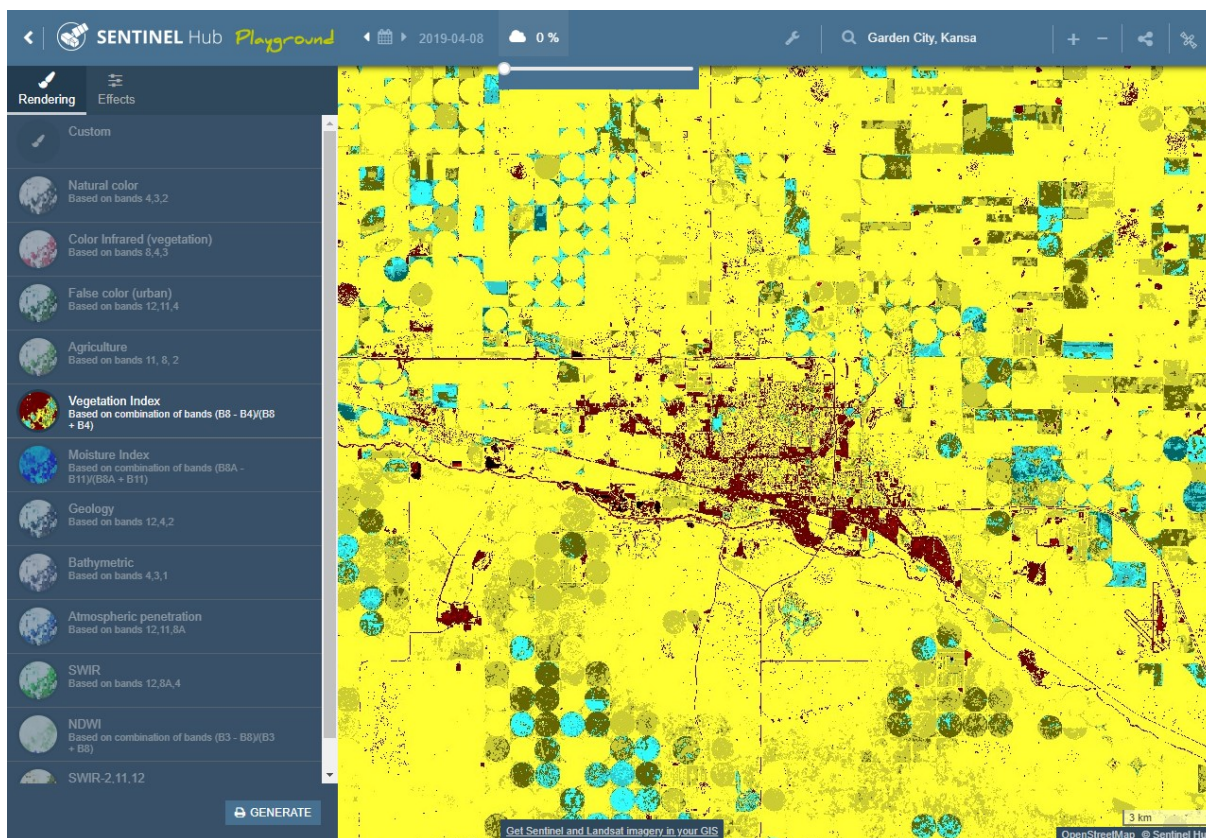 SENTINEL Hub Playground
2019-04-08
0 %
Garden City, Kansa
Rendering
Effects
Custom
Natural color
Based on bands 4,3,2
Color Infrared (vegetation)
Based on bands 8,4,3
False color (urban)
Based on bands 12,11,4
Agriculture
Based on bands 11, 8, 2
Vegetation Index
Based on combination of bands (B8 - B4)/(B8
+ B4)
Moisture Index
Based on combination of bands (B8A -
B11)/(B8A + B11)
Geology
Based on bands 12,4,2
Bathymetric
Based on bands 4,3,1
Atmospheric penetration
Based on bands 12,11,8A
SWIR
Based on bands 12,8A,4
NDWI
Based on combination of bands (B3 - B8)/(B3
+ B8)
SWIR-2,11,12
GENERATE
Get Sentinel and Landsat imagery in your GIS
3 km
OpenStreetMap © Sentinel Hu